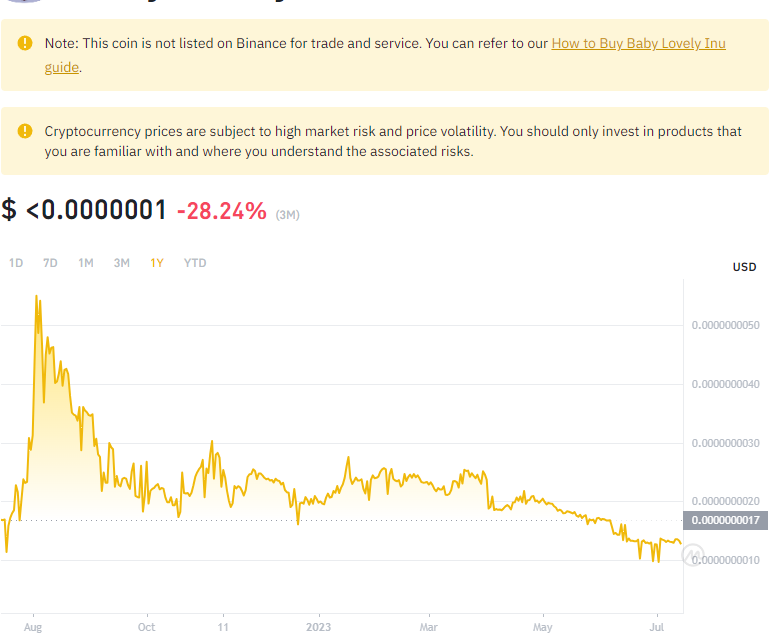 Note: This coin is not listed on Binance for trade and service. You can refer to our How to Buy Baby Lovely Inu
guide.
Cryptocurrency prices are subject to high market risk and price volatility. You should only invest in products that
you are familiar with and where you understand the associated risks.
$ <0.0000001 -28.24% (3M)
1D 7D 1M 3M 1Y YTD
USD
0.0000000050
0.0000000040
0.0000000030
0.0000000020
0.0000000017
0.0000000010
Aug Oct 11 2023 Mar May Jul